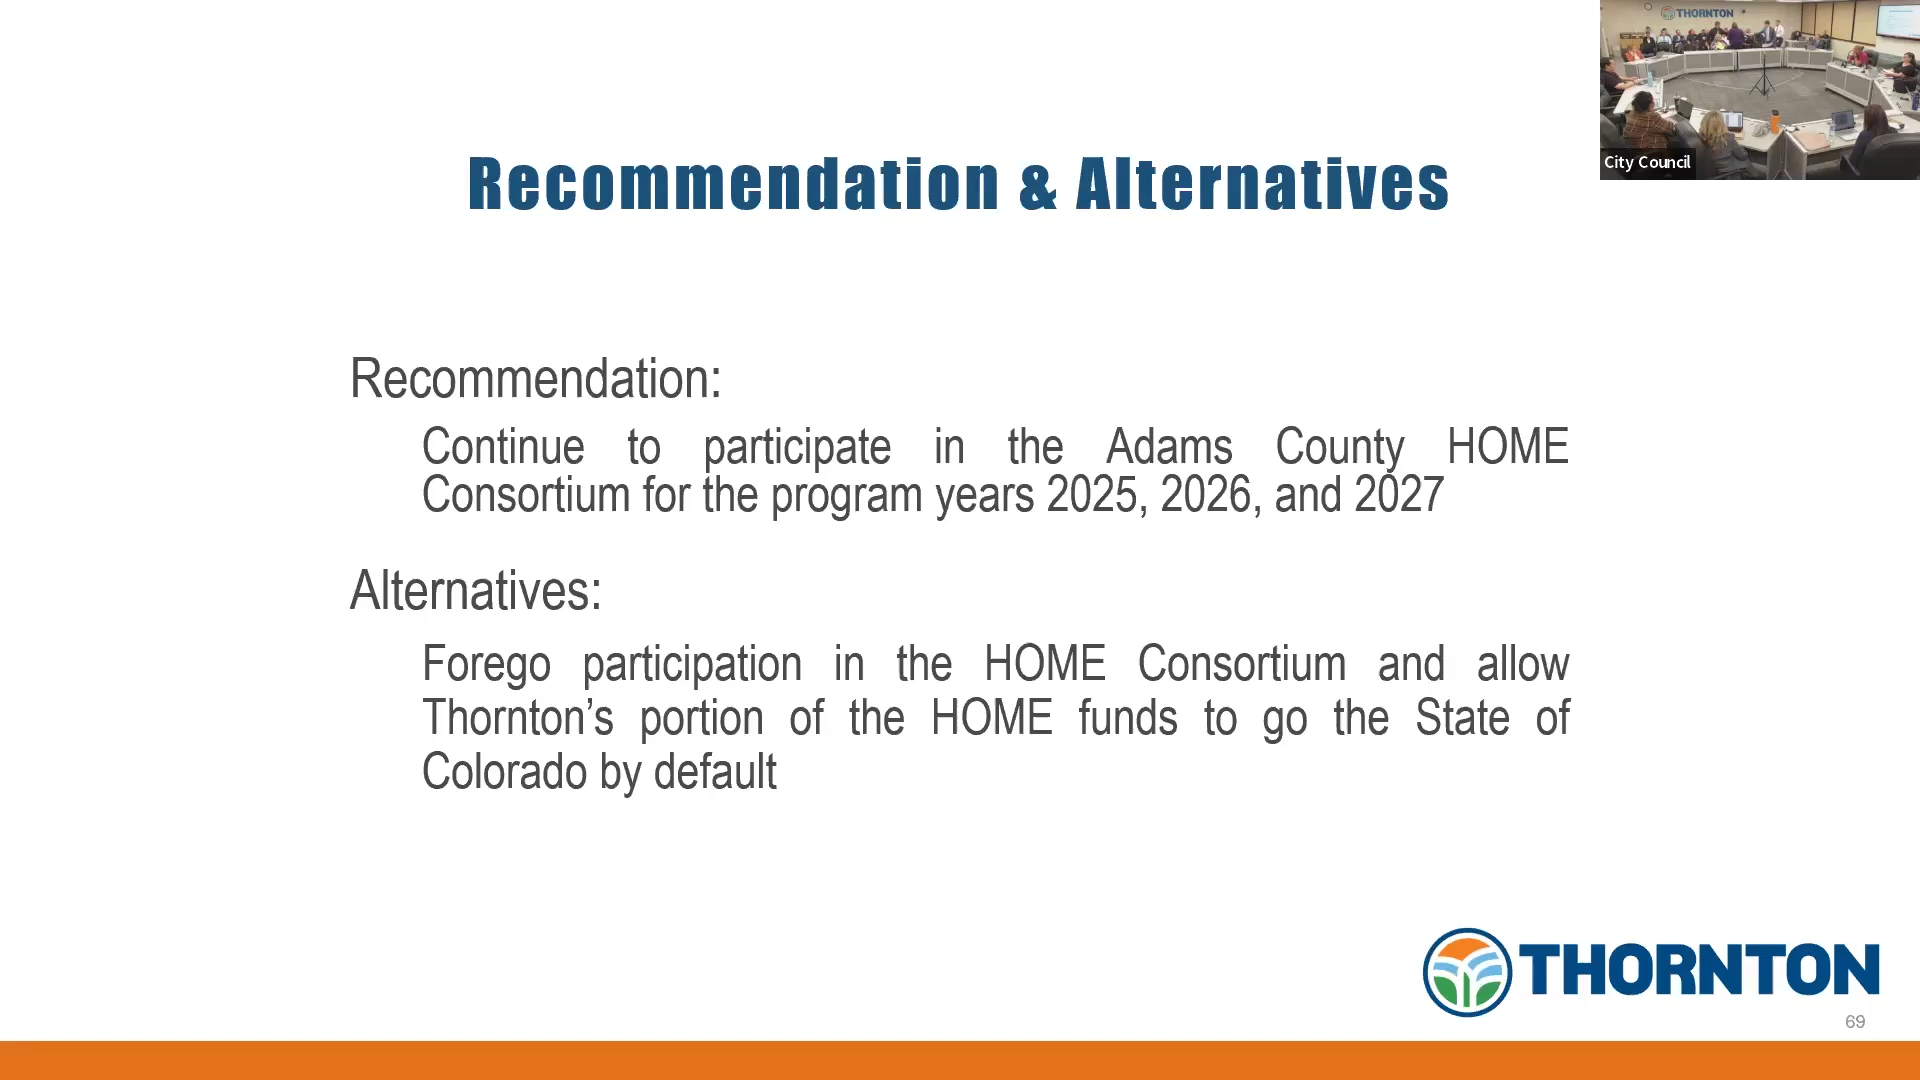 THORNTON
City Council
Recommendation & Alternatives
Recommendation:
Continue to participate in the Adams County HOME
Consortium for the program years 2025, 2026, and 2027
Alternatives:
Forego participation in the HOME Consortium and allow
Thornton’s portion of the HOME funds to go the State of
Colorado by default
THORNTON
69